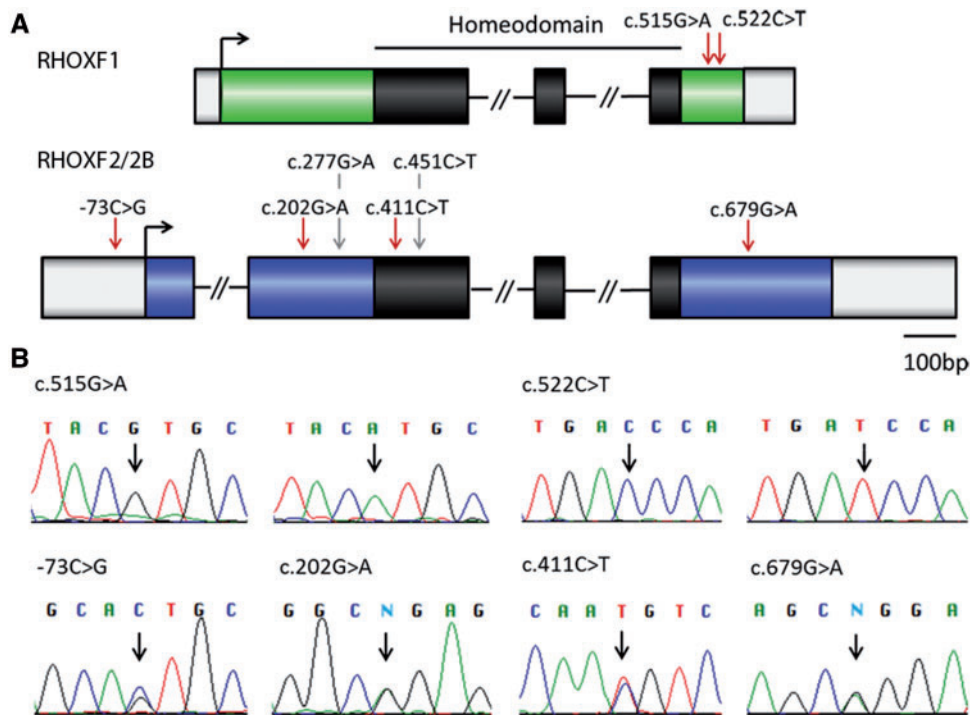 A
RHOXF1
Homeodomain
c.515G>A c.522C>T
//
//
RHOXF2/2B
c.277G>A c.451C>T
-73C>G c.202G>A c.411C>T c.679G>A
//
//
//
100bp
B
c.515G>A c.522C>T
T A C G T G C T A C A T G C T G A C C C A T G A T C C A
-73C>G c.202G>A c.411C>T c.679G>A
G C A C T G C G G C N G A G C A A T G T C A G C N G G A